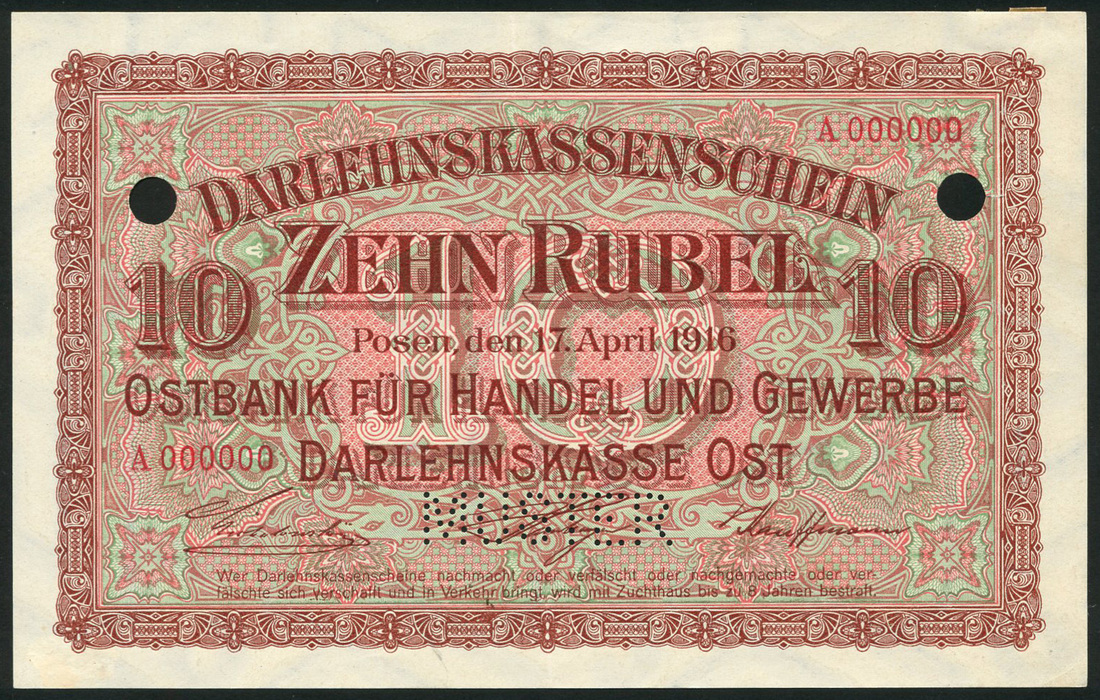 A 000000
DARLEHNSKASSENSCHEIN
ZEHN RUBEL
10 10
Posen, den 17. April 1916
10
OSTBANK FÜR HANDEL UND GEWERBE
A 000000 DARLEHNSKASSE OST
MUSTER
Wer Darlehnskassenscheine nachmacht oder verfälscht oder nachgemachte oder ver-
fälschte sich verschafft und in Verkehr bringt, wird mit Zuchthaus bis zu 8 Jahren bestraft.